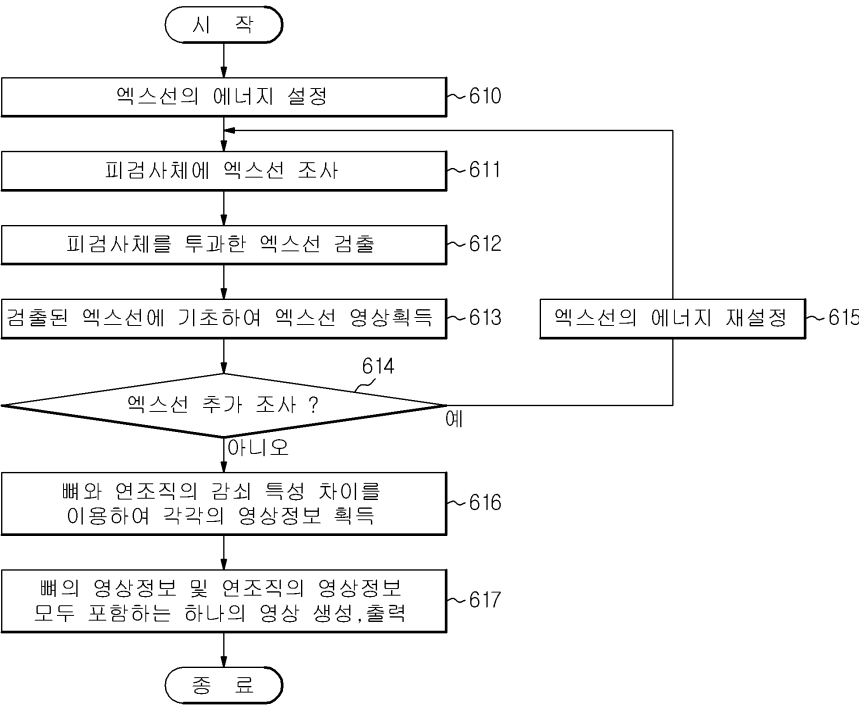 시 작
엑스선의 에너지 설정
610
피검사체에 엑스선 조사
611
피검사체를 투과한 엑스선 검출
612
검출된 엑스선에 기초하여 엑스선 영상획득
613
엑스선의 에너지 재설정
615
614
엑스선 추가 조사 ?
예
아니오
뼈와 연조직의 감쇠 특성 차이를
이용하여 각각의 영상정보 획득
616
뼈의 영상정보 및 연조직의 영상정보
모두 포함하는 하나의 영상 생성,출력
617
종 료